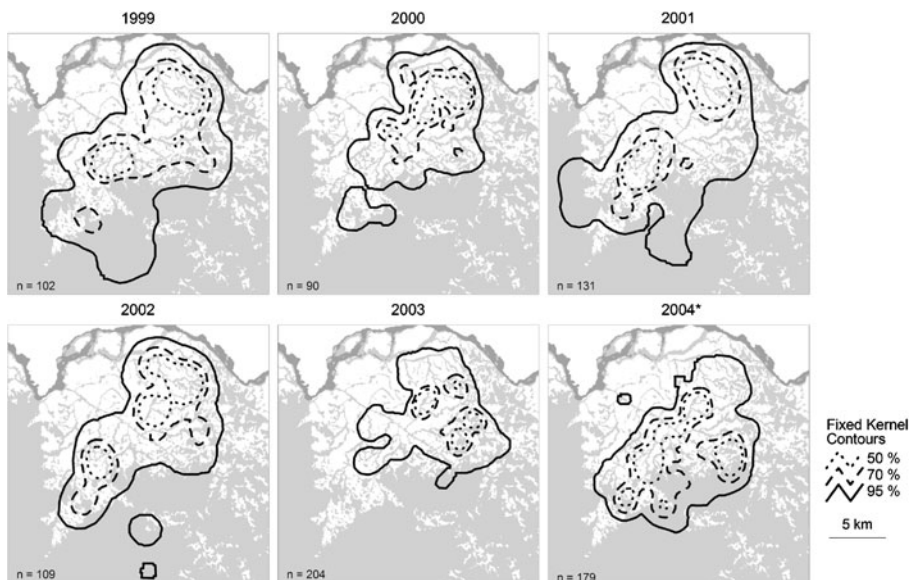 1999
2000
2001
n = 102
n = 90
n = 131
2002
2003
2004*
n = 109
n = 204
n = 179
Fixed Kernel
Contours
50 %
70 %
95 %
5 km